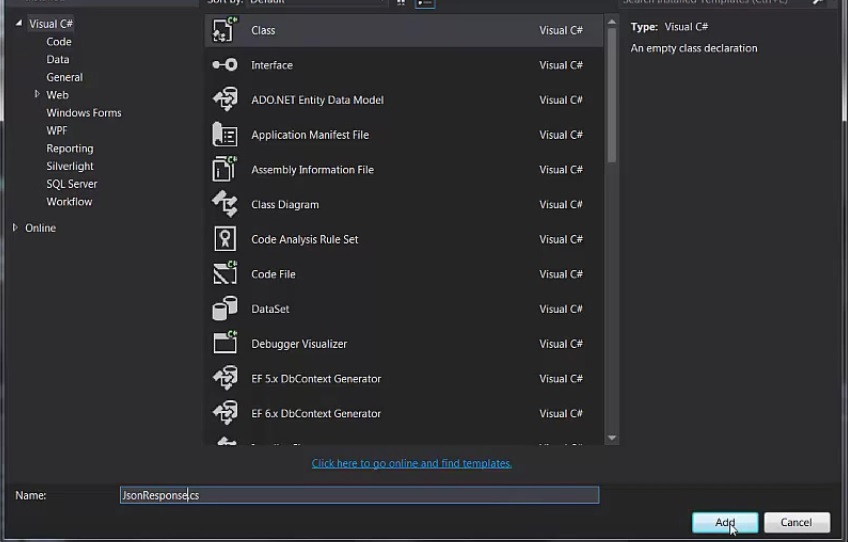 Sort by: Default
Search Installed Templates (Ctrl+E)
Visual C#
Code
Data
General
Web
Windows Forms
WPF
Reporting
Silverlight
SQL Server
Workflow
Online
Class Visual C#
Interface Visual C#
ADO.NET Entity Data Model Visual C#
Application Manifest File Visual C#
Assembly Information File Visual C#
Class Diagram Visual C#
Code Analysis Rule Set Visual C#
Code File Visual C#
DataSet Visual C#
Debugger Visualizer Visual C#
EF 5.x DbContext Generator Visual C#
EF 6.x DbContext Generator Visual C#
Type: Visual C#
An empty class declaration
Click here to go online and find templates.
Name: JsonResponse.cs
Add Cancel